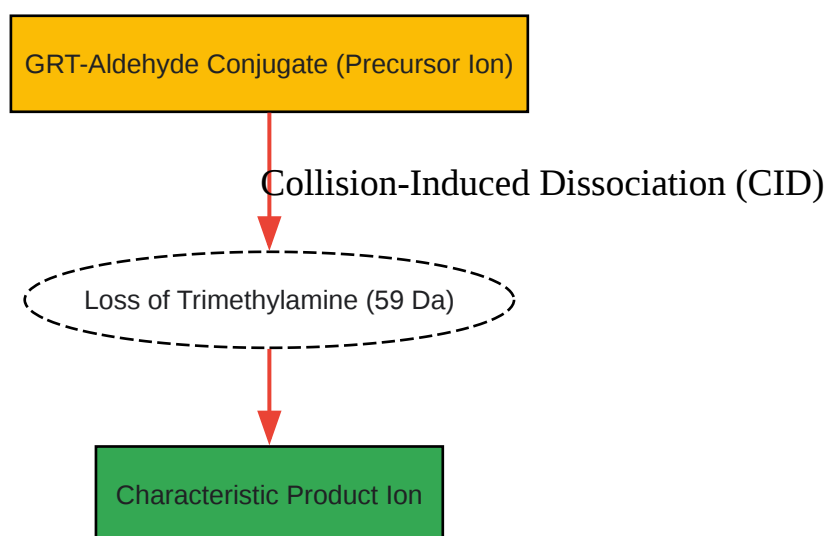 GRT-Aldehyde Conjugate (Precursor Ion)
Collision-Induced Dissociation (CID)
Loss of Trimethylamine (59 Da)
Characteristic Product Ion